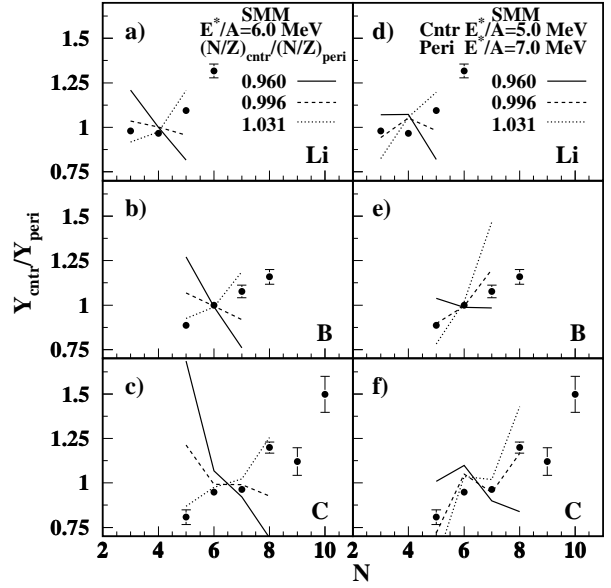 a)
SMM
E*/A=6.0 MeV
(N/Z)cntr/(N/Z)peri
0.960
0.996
1.031
Li
d)
SMM
Cntr E*/A=5.0 MeV
Peri E*/A=7.0 MeV
0.960
0.996
1.031
Li
1.5
1.25
1
0.75
b)
B
e)
B
1.5
1.25
1
0.75
Ycntr/Yperi
c)
C
f)
C
1.5
1.25
1
0.75
2 4 6 8 10 2 4 6 8 10
N